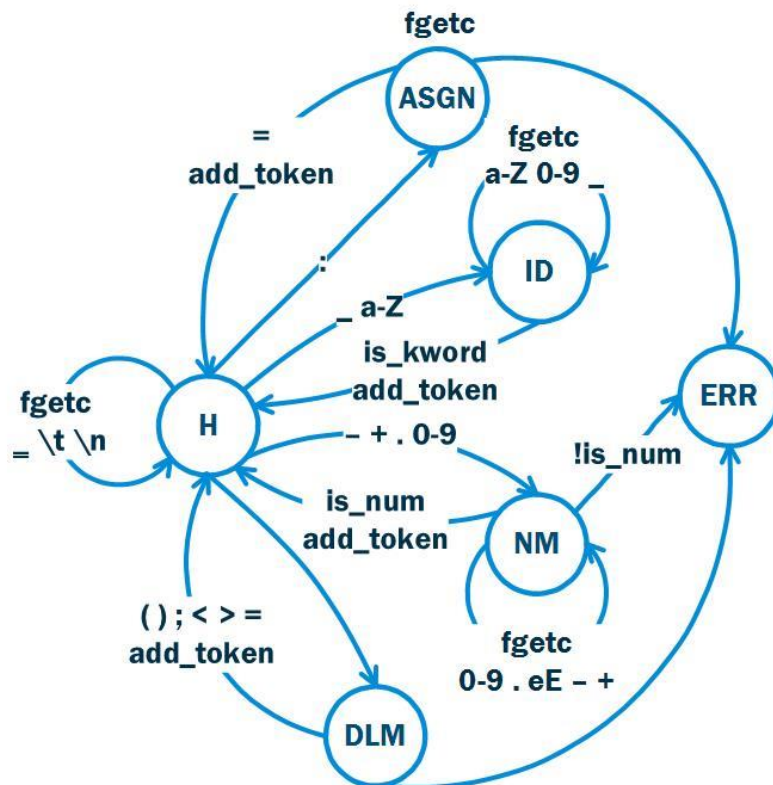 fgetc
ASGN
=
add_token
fgetc
a-Z 0-9 _
:
ID
_ a-Z
is_kword
add_token
ERR
fgetc
_ \t \n
H
– + . 0-9
!is_num
is_num
add_token
NM
( ) ; < > =
add_token
fgetc
0-9 . eE – +
DLM